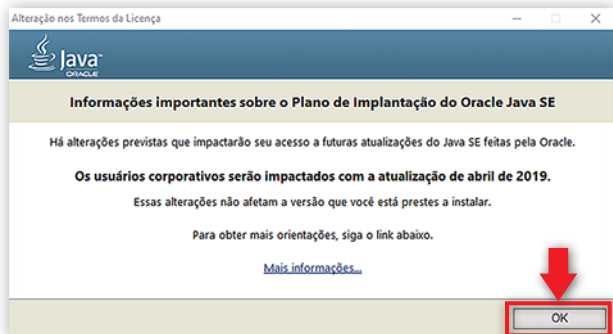 Alteração nos Termos da Licença
Java
ORACLE
Informações importantes sobre o Plano de Implantação do Oracle Java SE
Há alterações previstas que impactarão seu acesso a futuras atualizações do Java SE feitas pela Oracle.
Os usuários corporativos serão impactados com a atualização de abril de 2019.
Essas alterações não afetam a versão que você está prestes a instalar.
Para obter mais orientações, siga o link abaixo.
Mais informações...
OK